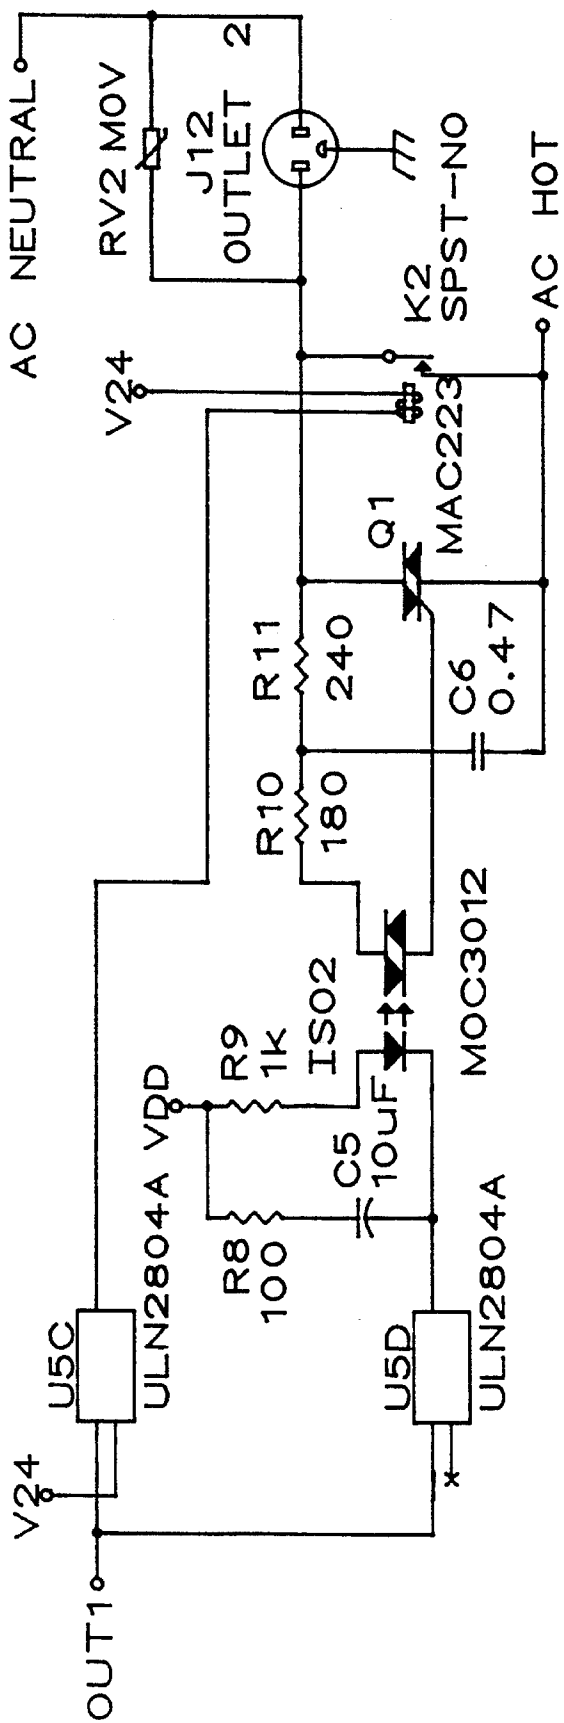 OUT1
V24
U5C
ULN2804A
U5D
ULN2804A
VDD
R8
100
R9
1K
C5
10uF
ISO2
MOC3012
R10
180
R11
240
C6
0.47
Q1
MAC223
V24
K2
SPST-NO
AC HOT
AC NEUTRAL
RV2 MOV
J12
OUTLET 2